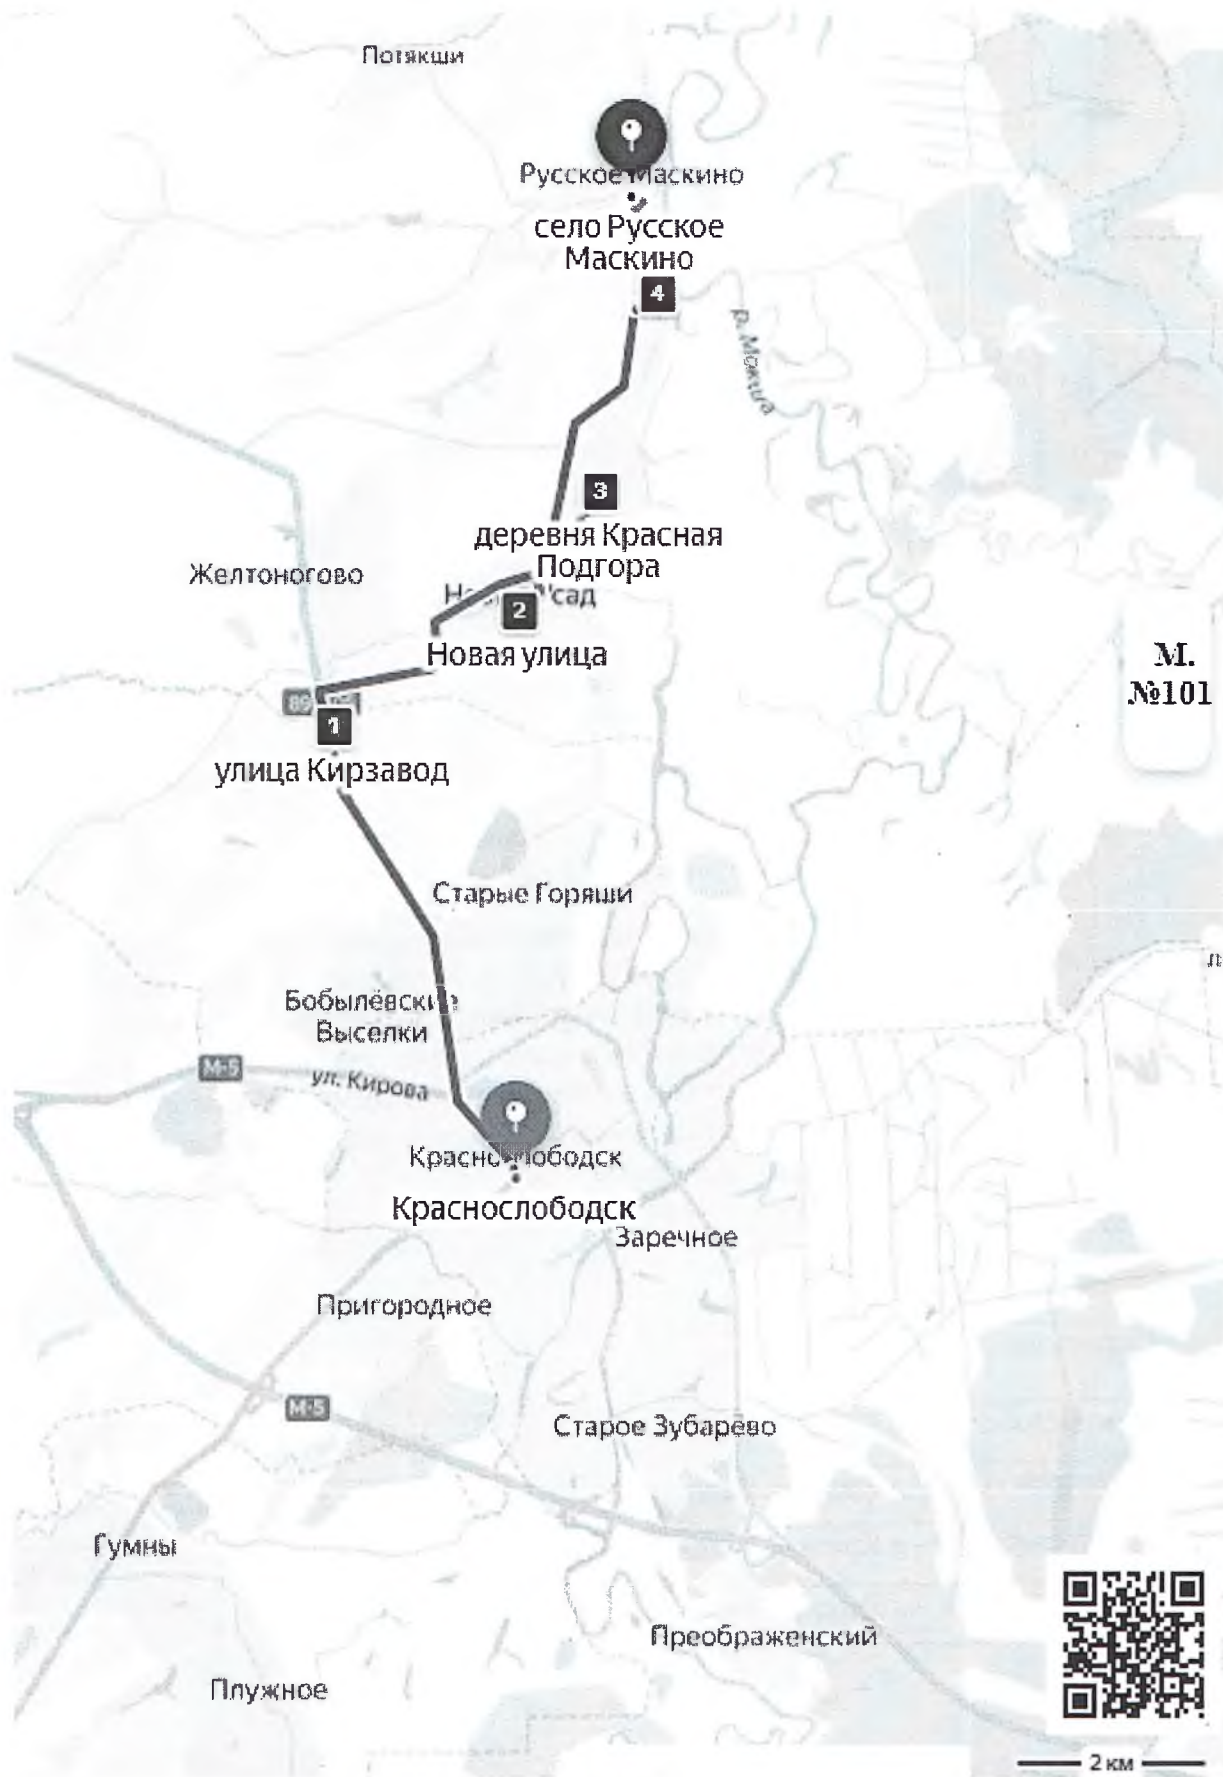 Потякши
Русское Маскино
село Русское
Маскино
4
р. Мокша
3
деревня Красная
Подгора
Желтоногово
2
Новая улица
М.
№101
1
улица Кирзавод
Старые Горяши
Бобылёвские
Выселки
М-5
ул. Кирова
Краснослободск
Краснослободск
Заречное
Пригородное
М-5
Старое Зубарёво
Гумны
Преображенский
Плужное
2 км